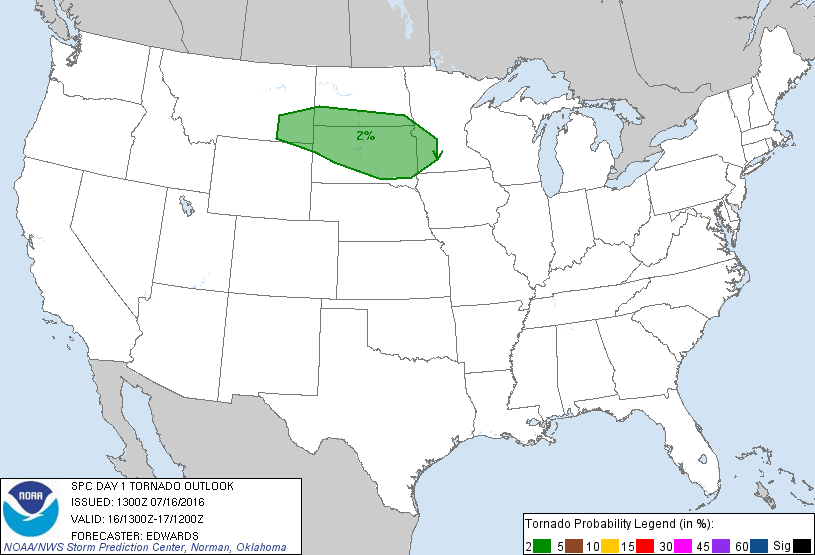 2%
SPC DAY 1 TORNADO OUTLOOK
ISSUED: 1300Z 07/16/2016
VALID: 16/1300Z-17/1200Z
FORECASTER: EDWARDS
NOAA/NWS Storm Prediction Center, Norman, Oklahoma
NOAA
Tornado Probability Legend (in %):
2 5 10 15 30 45 60 Sig